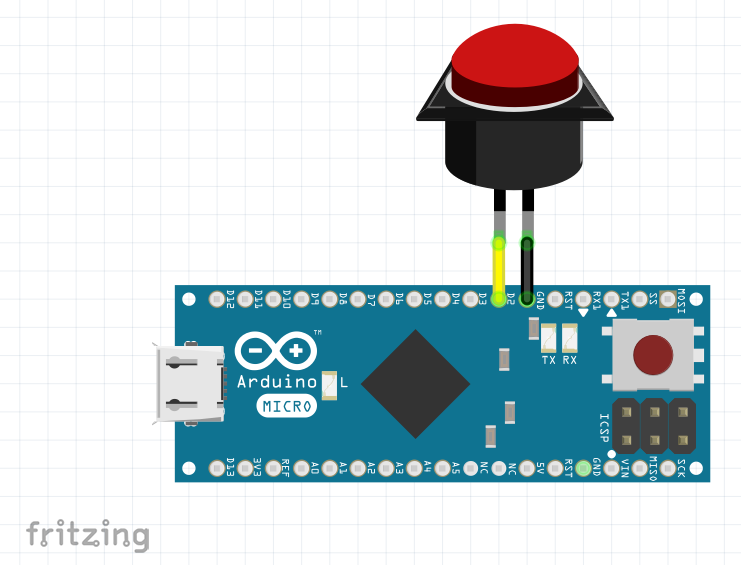 D12 D11 D10 D9 D8 D7 D6 D5 D4 D3 D2 GND RST RX1 TX1 SS MOSI
TM
TX RX
Arduino L
MICRO
ICSP
D13 3V3 REF A0 A1 A2 A3 A4 A5 NC NC 5V RST GND VIN MISO SCK
fritzing